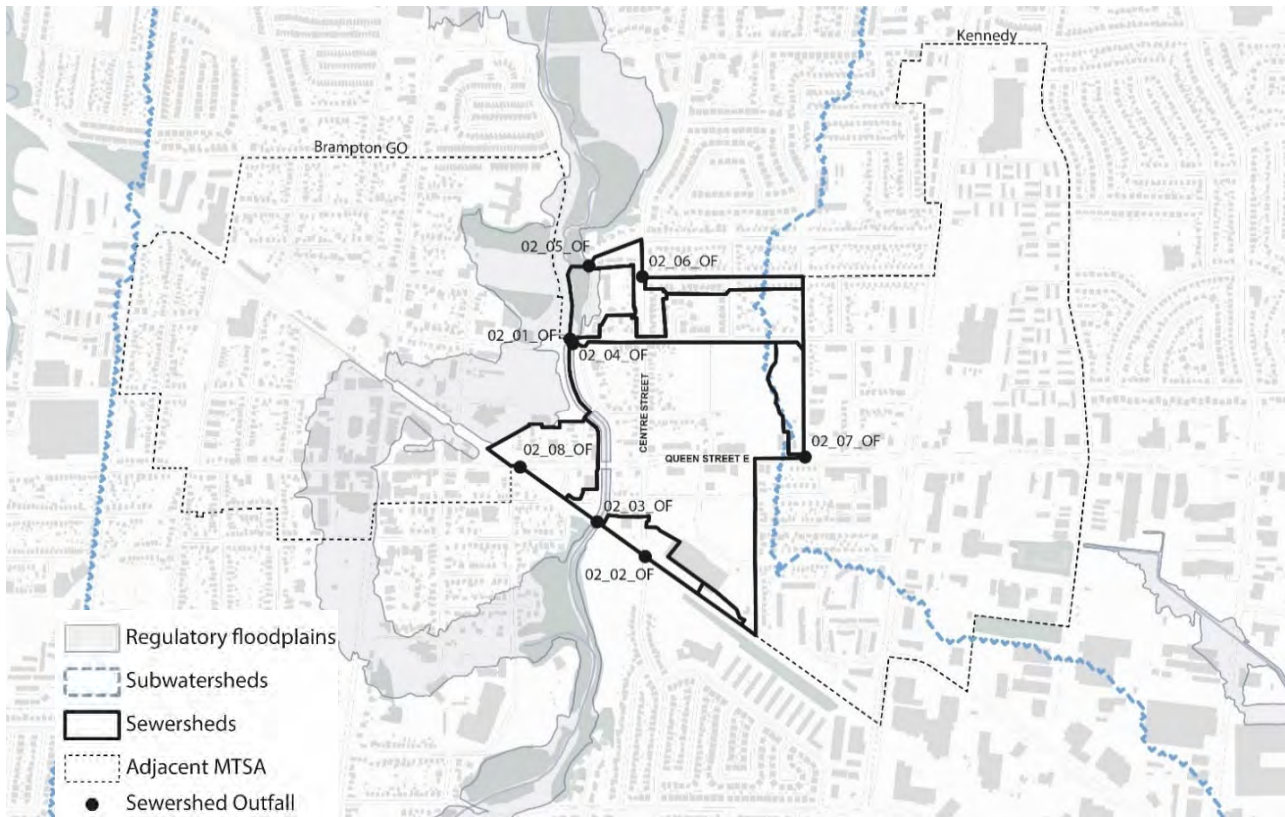 Kennedy
Brampton GO
02_05_OF
02_06_OF
02_01_OF
02_04_OF
CENTRE STREET
02_08_OF
QUEEN STREET E
02_07_OF
02_03_OF
02_02_OF
Regulatory floodplains
Subwatersheds
Sewersheds
Adjacent MTSA
Sewershed Outfall